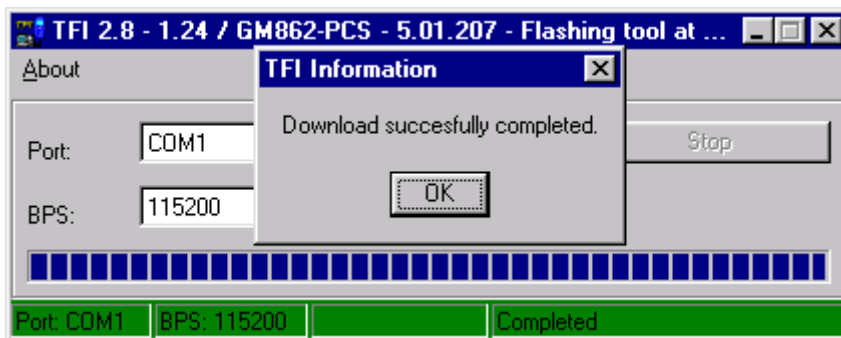 TFI 2.8 - 1.24 / GM862-PCS - 5.01.207 - Flashing tool at ...
About
TFI Information
Download succesfully completed.
OK
Port: COM1
Stop
BPS: 115200
Port: COM1 BPS: 115200 Completed